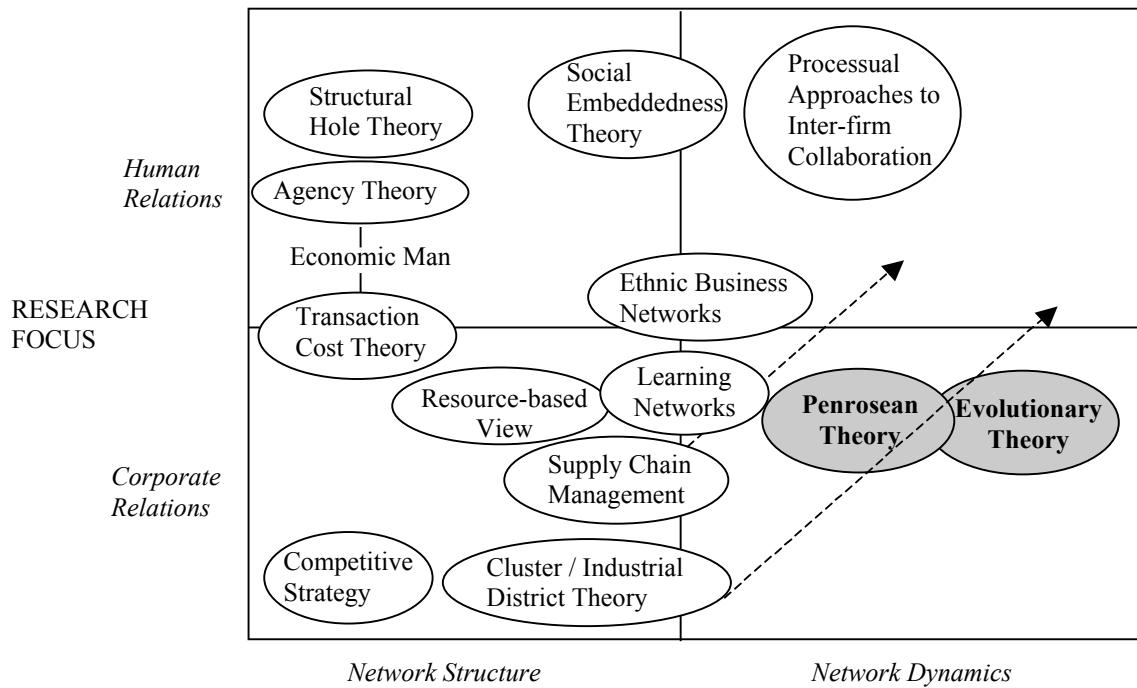 Structural
Hole Theory
Social
Embeddedness
Theory
Processual
Approaches to
Inter-firm
Collaboration
Human
Relations
Agency Theory
Economic Man
Ethnic Business
Networks
RESEARCH
FOCUS
Transaction
Cost Theory
Resource-based
View
Learning
Networks
Penrosean
Theory
Evolutionary
Theory
Corporate
Relations
Supply Chain
Management
Competitive
Strategy
Cluster / Industrial
District Theory
Network Structure
Network Dynamics